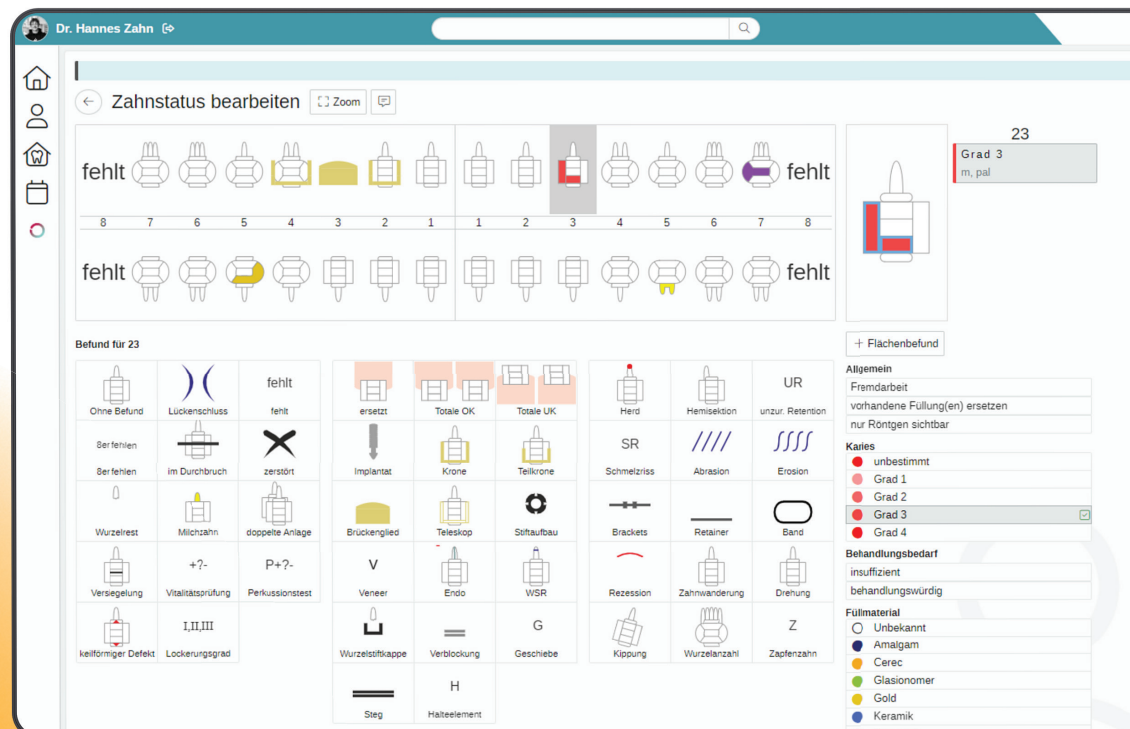 Dr. Hannes Zahn
Zahnstatus bearbeiten
Zoom
23
Grad 3
m, pal
fehlt
fehlt
8 7 6 5 4 3 2 1 1 2 3 4 5 6 7 8
fehlt
fehlt
Befund für 23
Ohne Befund
Lückenschluss
fehlt
fehlt
ersetzt
Totale OK
Totale UK
Herd
Hemisektion
UR
unzur. Retention
8er fehlen
8er fehlen
im Durchbruch
zerstört
Implantat
Krone
Teilkrone
SR
Schmelzriss
Abrasion
Erosion
Wurzelrest
Milchzahn
doppelte Anlage
Brückenglied
Teleskop
Stiftaufbau
Brackets
Retainer
Band
Versiegelung
+?-
Vitalitätsprüfung
P+?-
Perkussionstest
V
Veneer
Endo
WSR
Rezession
Zahnwanderung
Drehung
keilförmiger Defekt
I,II,III
Lockerungsgrad
Wurzelstiftkappe
Verblockung
G
Geschiebe
Kippung
Wurzelanzahl
Z
Zapfenzahn
Steg
H
Halteelement
+ Flächenbefund
Allgemein
Fremdarbeit
vorhandene Füllung(en) ersetzen
nur Röntgen sichtbar
Karies
unbestimmt
Grad 1
Grad 2
Grad 3
Grad 4
Behandlungsbedarf
insuffizient
behandlungswürdig
Füllmaterial
Unbekannt
Amalgam
Cerec
Glasionomer
Gold
Keramik